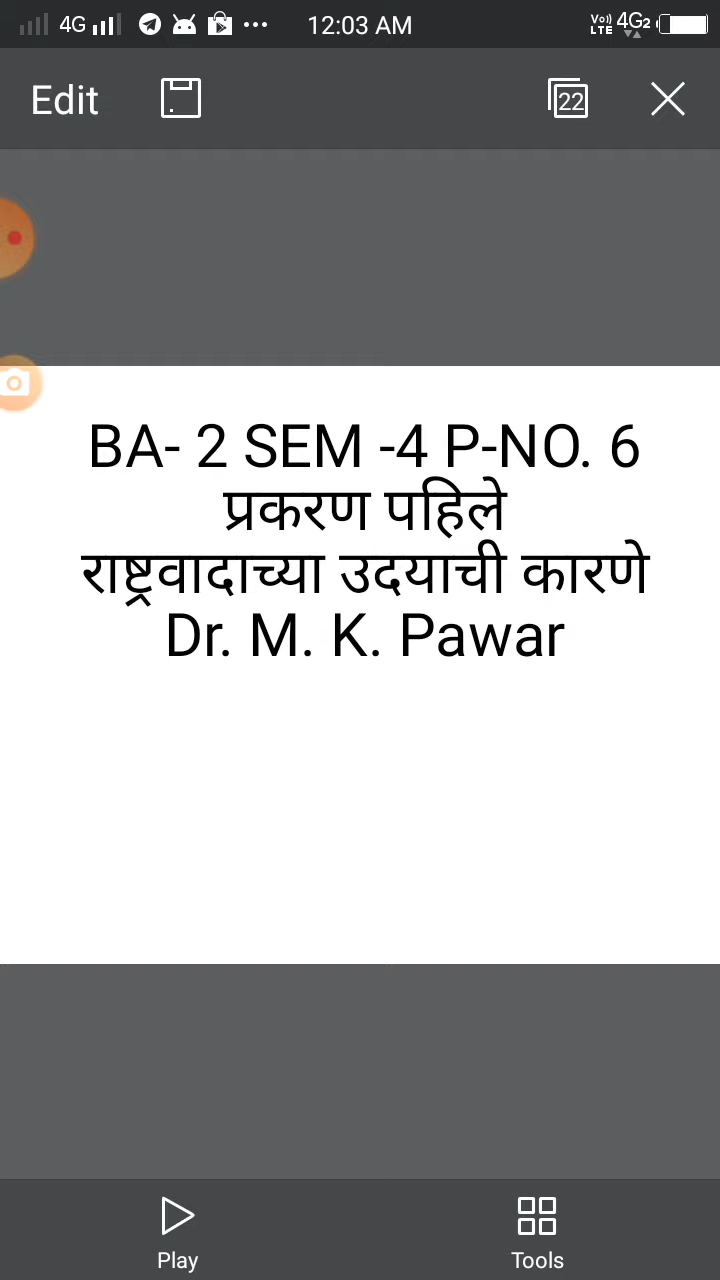 4G 12:03 AM Vo)) LTE 4G2
Edit 22
BA- 2 SEM -4 P-NO. 6
प्रकरण पहिले
राष्ट्रवादाच्या उदयाची कारणे
Dr. M. K. Pawar
Play Tools